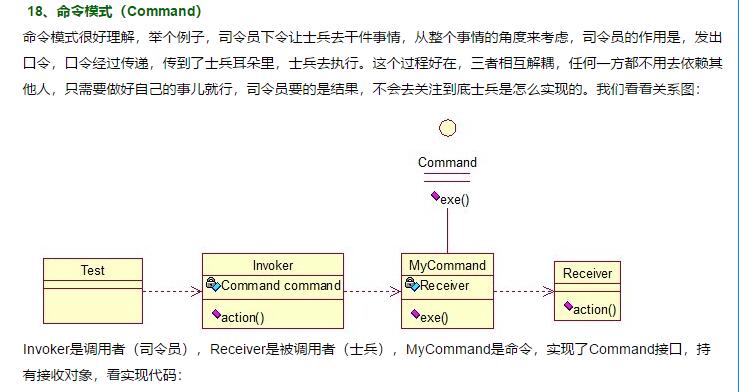 18、命令模式（Command）
命令模式很好理解，举个例子，司令员下令让士兵去干件事情，从整个事情的角度来考虑，司令员的作用是，发出
口令，口令经过传递，传到了士兵耳朵里，士兵去执行。这个过程好在，三者相互解耦，任何一方都不用去依赖其
他人，只需要做好自己的事儿就行，司令员要的是结果，不会去关注到底士兵是怎么实现的。我们看看关系图：
Command
exe()
Test
Invoker
Command command
action()
MyCommand
Receiver
exe()
Receiver
action()
Invoker是调用者（司令员），Receiver是被调用者（士兵），MyCommand是命令，实现了Command接口，持
有接收对象，看实现代码：